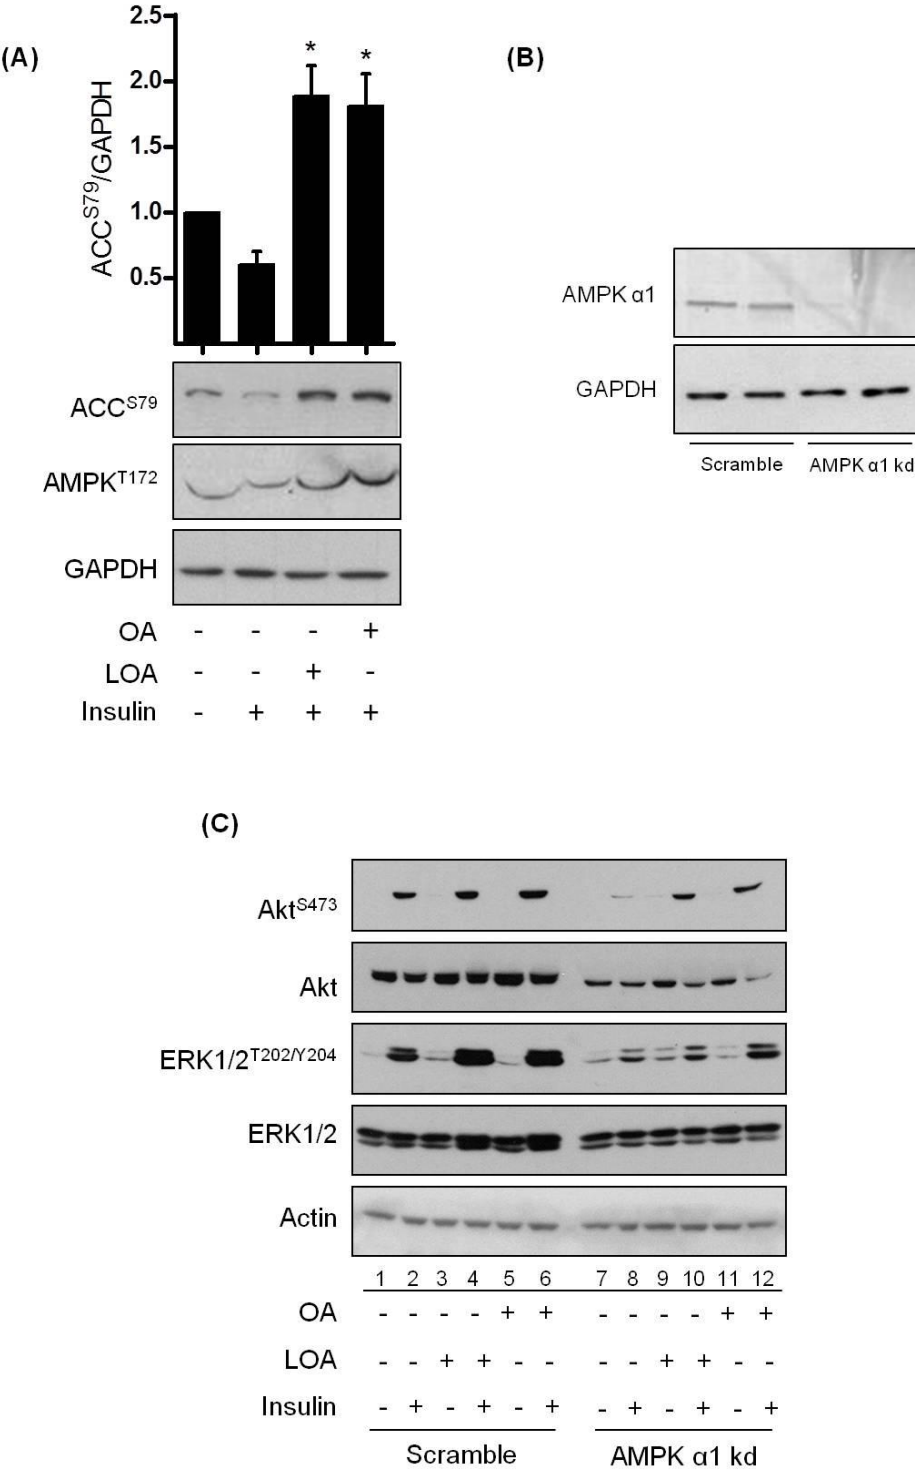 (A)
2.5
2.0
1.5
1.0
0.5
ACC^S79/GAPDH
* *
ACC^S79
AMPK^T172
GAPDH
OA - - - +
LOA - - + -
Insulin - + + +
(B)
AMPK α1
GAPDH
Scramble AMPK α1 kd
(C)
Akt^S473
Akt
ERK1/2^T202/Y204
ERK1/2
Actin
1 2 3 4 5 6 7 8 9 10 11 12
OA - - - - + + - - - - + +
LOA - - + + - - - - + + - -
Insulin - + - + - + - + - + - +
Scramble AMPK α1 kd